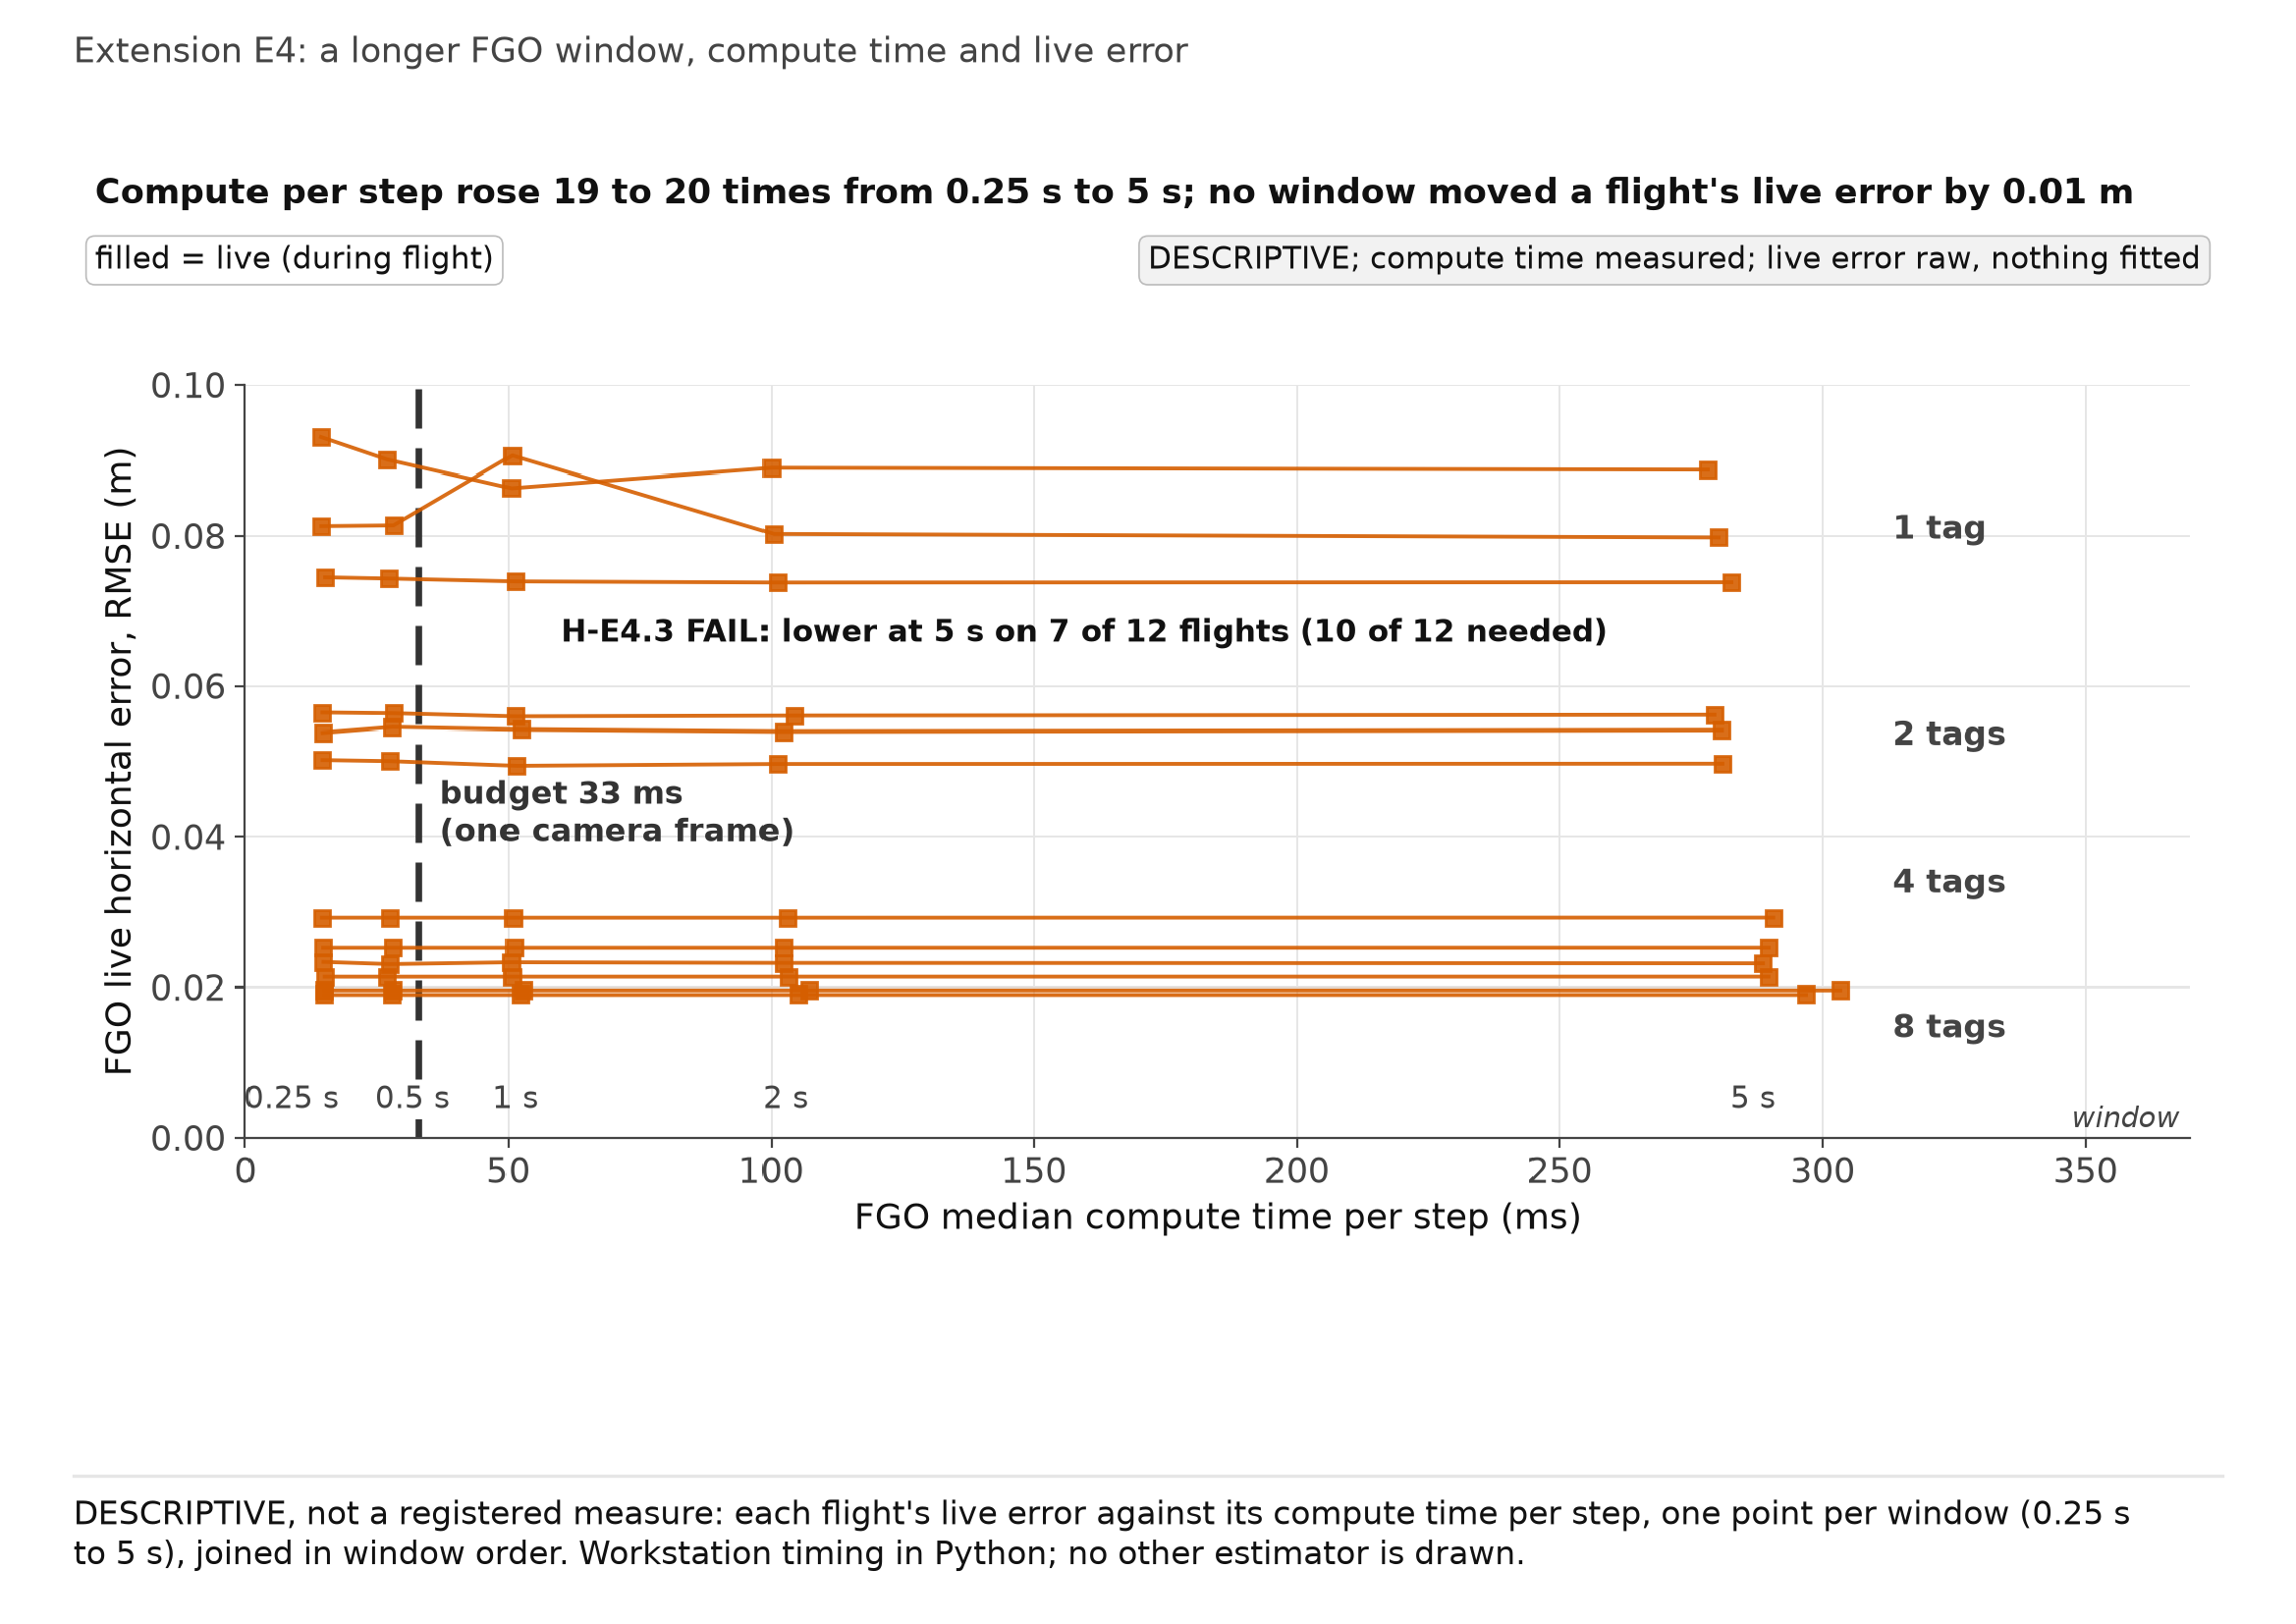 Extension E4: a longer FGO window, compute time and live error
Compute per step rose 19 to 20 times from 0.25 s to 5 s; no window moved a flight's live error by 0.01 m
filled = live (during flight)
DESCRIPTIVE; compute time measured; live error raw, nothing fitted
FGO live horizontal error, RMSE (m)
0.10
0.08
0.06
0.04
0.02
0.00
1 tag
H-E4.3 FAIL: lower at 5 s on 7 of 12 flights (10 of 12 needed)
2 tags
budget 33 ms
(one camera frame)
4 tags
8 tags
0.25 s
0.5 s
1 s
2 s
5 s
window
0
50
100
150
200
250
300
350
FGO median compute time per step (ms)
DESCRIPTIVE, not a registered measure: each flight's live error against its compute time per step, one point per window (0.25 s
to 5 s), joined in window order. Workstation timing in Python; no other estimator is drawn.